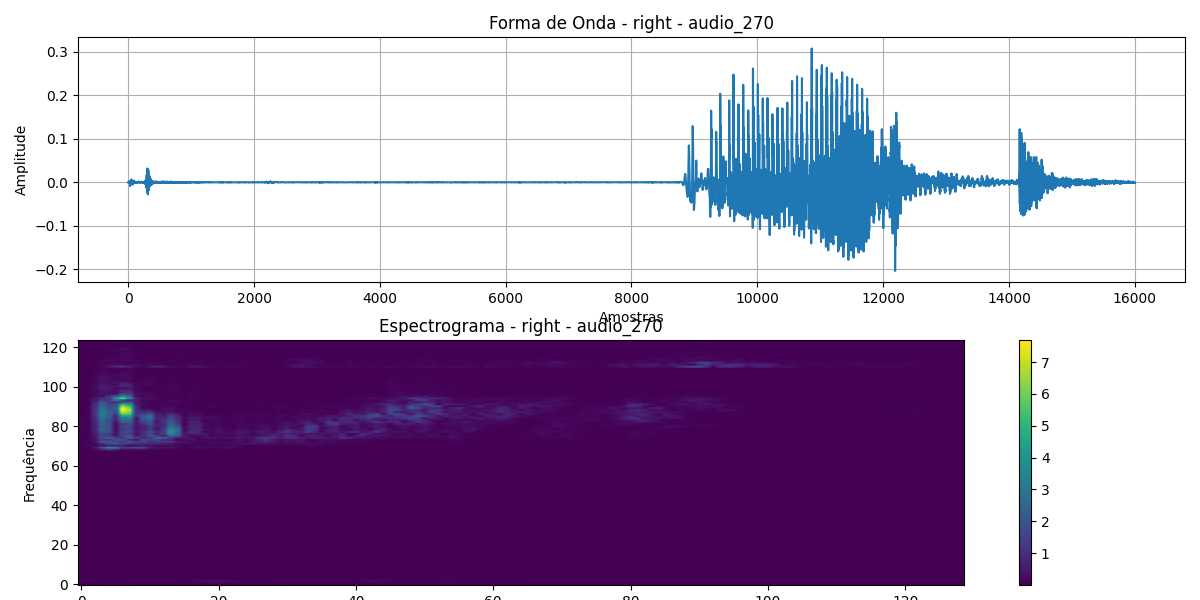 Forma de Onda - right - audio_270
Amplitude
0.3
0.2
0.1
0.0
−0.1
−0.2
0 2000 4000 6000 8000 10000 12000 14000 16000
Amostras
Espectrograma - right - audio_270
Frequência
120
100
80
60
40
20
0
0 20 40 60 80 100 120
7
6
5
4
3
2
1